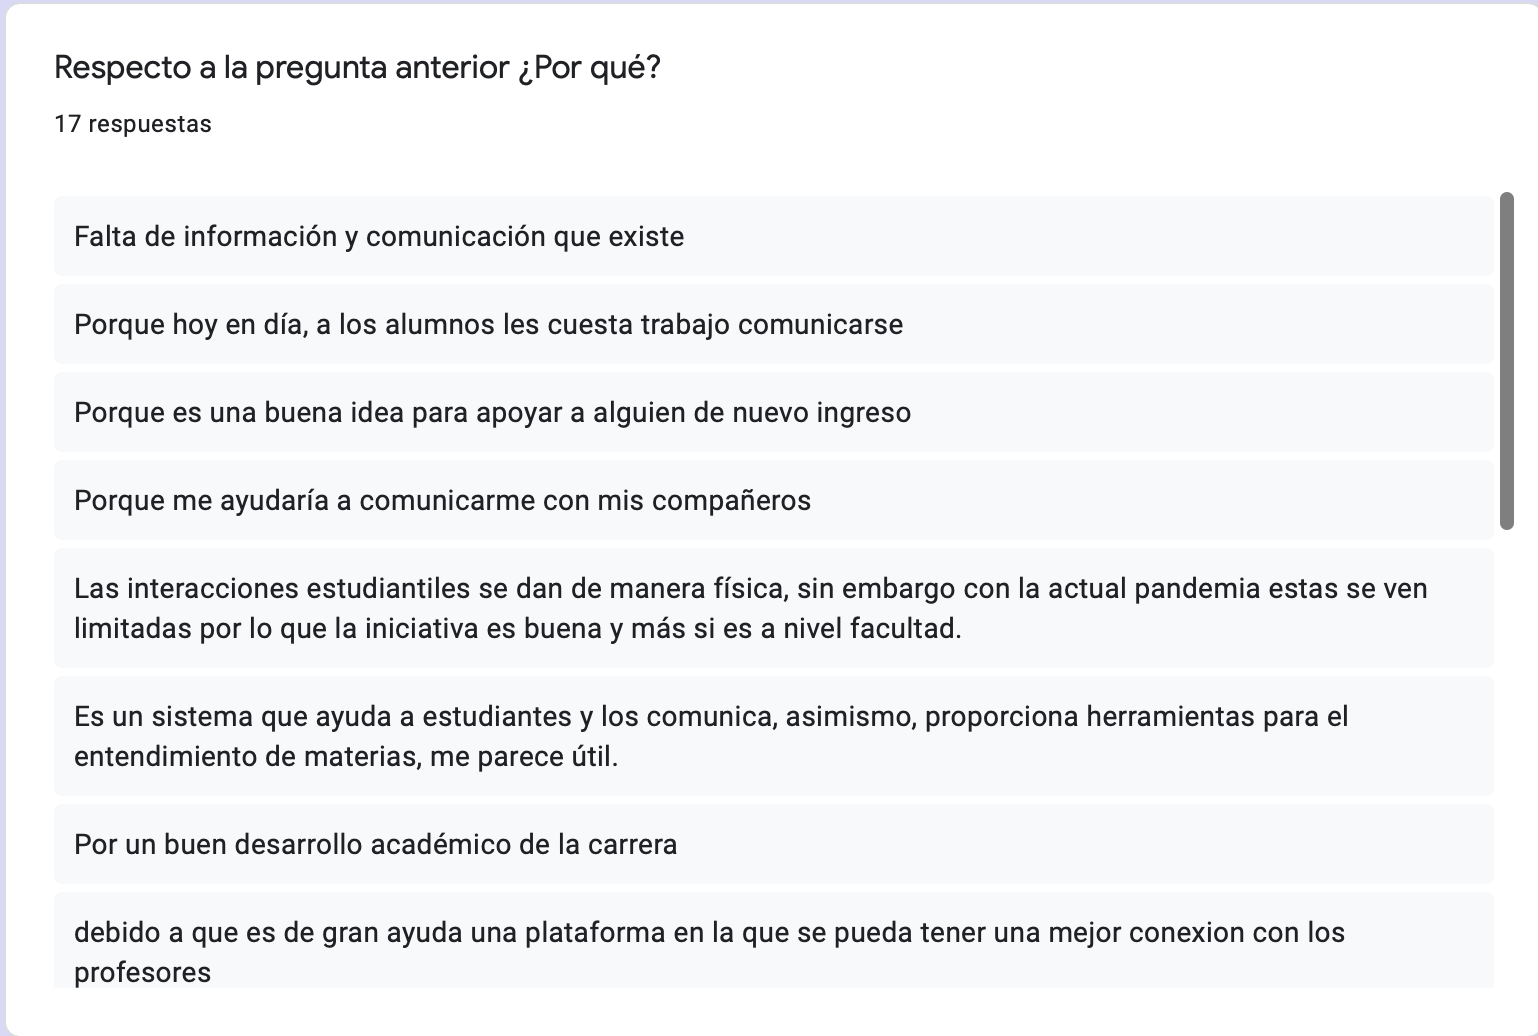 Respecto a la pregunta anterior ¿Por qué?
17 respuestas
Falta de información y comunicación que existe
Porque hoy en día, a los alumnos les cuesta trabajo comunicarse
Porque es una buena idea para apoyar a alguien de nuevo ingreso
Porque me ayudaría a comunicarme con mis compañeros
Las interacciones estudiantiles se dan de manera física, sin embargo con la actual pandemia estas se ven
limitadas por lo que la iniciativa es buena y más si es a nivel facultad.
Es un sistema que ayuda a estudiantes y los comunica, asimismo, proporciona herramientas para el
entendimiento de materias, me parece útil.
Por un buen desarrollo académico de la carrera
debido a que es de gran ayuda una plataforma en la que se pueda tener una mejor conexion con los
profesores